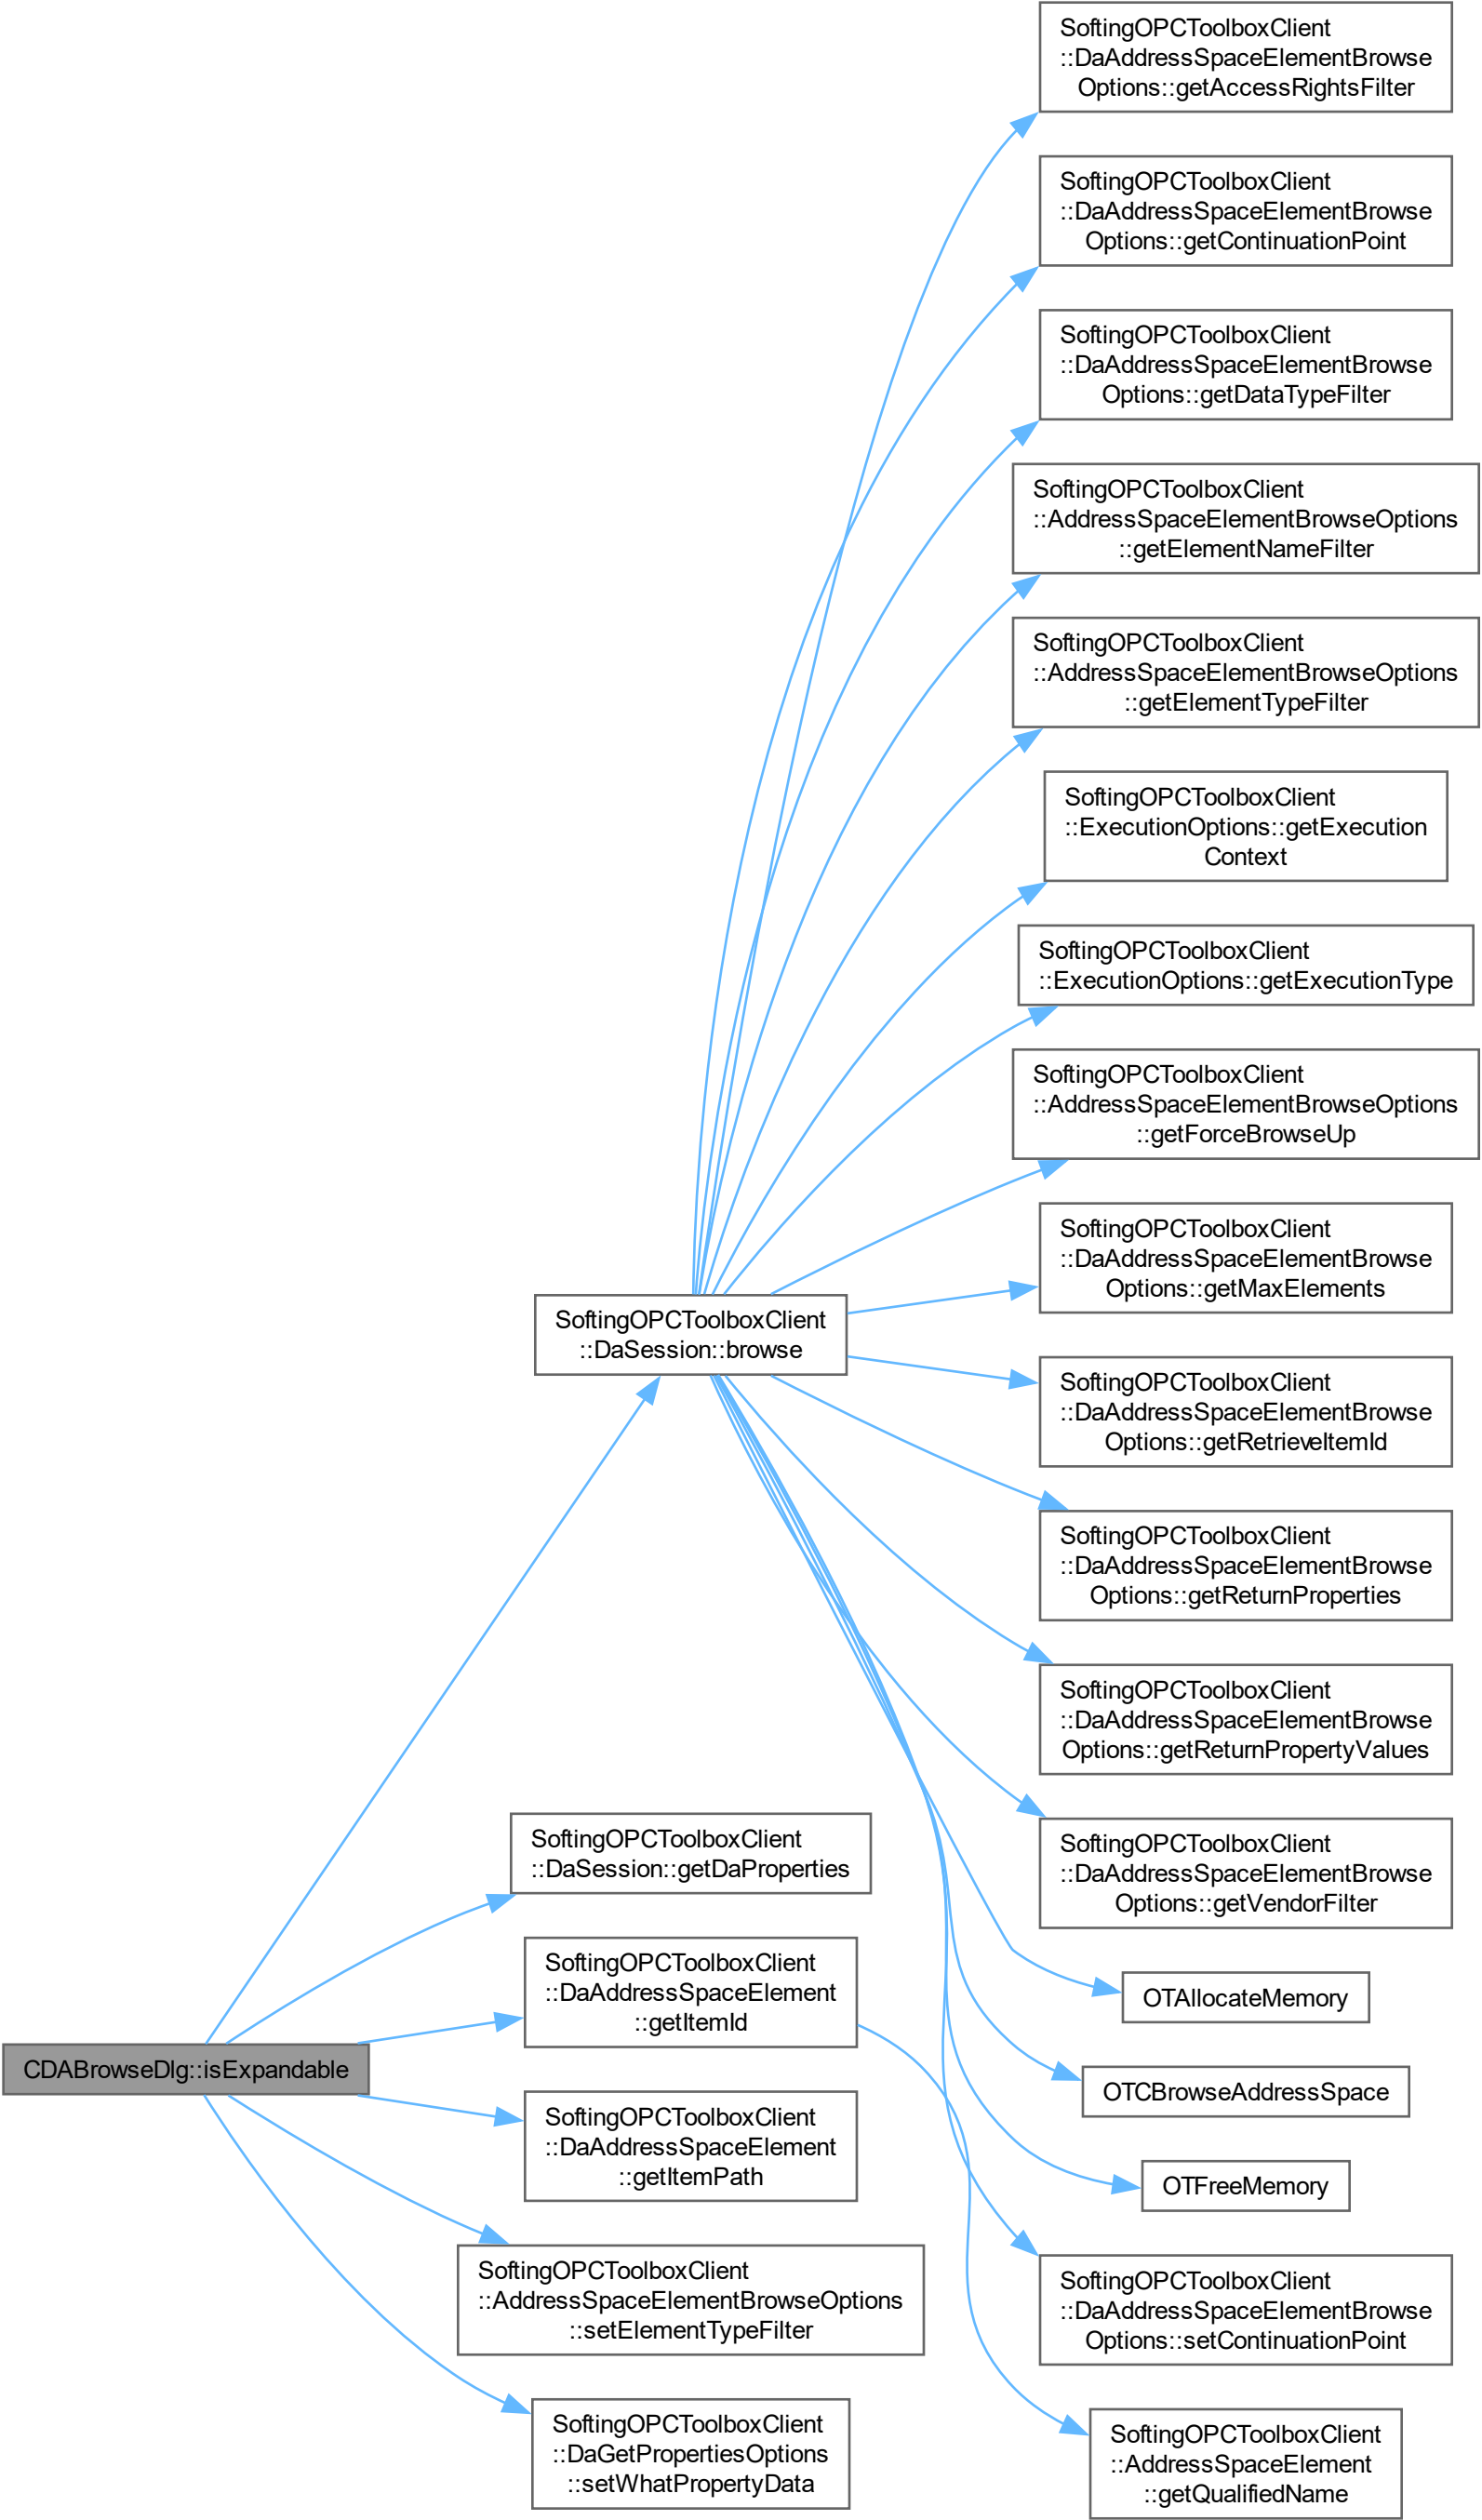 SoftingOPCToolboxClient
::DaAddressSpaceElementBrowse
Options::getAccessRightsFilter
SoftingOPCToolboxClient
::DaAddressSpaceElementBrowse
Options::getContinuationPoint
SoftingOPCToolboxClient
::DaAddressSpaceElementBrowse
Options::getDataTypeFilter
SoftingOPCToolboxClient
::AddressSpaceElementBrowseOptions
::getElementNameFilter
SoftingOPCToolboxClient
::AddressSpaceElementBrowseOptions
::getElementTypeFilter
SoftingOPCToolboxClient
::ExecutionOptions::getExecution
Context
SoftingOPCToolboxClient
::ExecutionOptions::getExecutionType
SoftingOPCToolboxClient
::AddressSpaceElementBrowseOptions
::getForceBrowseUp
SoftingOPCToolboxClient
::DaAddressSpaceElementBrowse
Options::getMaxElements
SoftingOPCToolboxClient
::DaSession::browse
SoftingOPCToolboxClient
::DaAddressSpaceElementBrowse
Options::getRetrieveItemId
SoftingOPCToolboxClient
::DaAddressSpaceElementBrowse
Options::getReturnProperties
SoftingOPCToolboxClient
::DaAddressSpaceElementBrowse
Options::getReturnPropertyValues
SoftingOPCToolboxClient
::DaAddressSpaceElementBrowse
Options::getVendorFilter
SoftingOPCToolboxClient
::DaSession::getDaProperties
SoftingOPCToolboxClient
::DaAddressSpaceElement
::getItemId
OTAllocateMemory
CDABrowseDlg::isExpandable
OTCBrowseAddressSpace
SoftingOPCToolboxClient
::DaAddressSpaceElement
::getItemPath
OTFreeMemory
SoftingOPCToolboxClient
::AddressSpaceElementBrowseOptions
::setElementTypeFilter
SoftingOPCToolboxClient
::DaAddressSpaceElementBrowse
Options::setContinuationPoint
SoftingOPCToolboxClient
::DaGetPropertiesOptions
::setWhatPropertyData
SoftingOPCToolboxClient
::AddressSpaceElement
::getQualifiedName